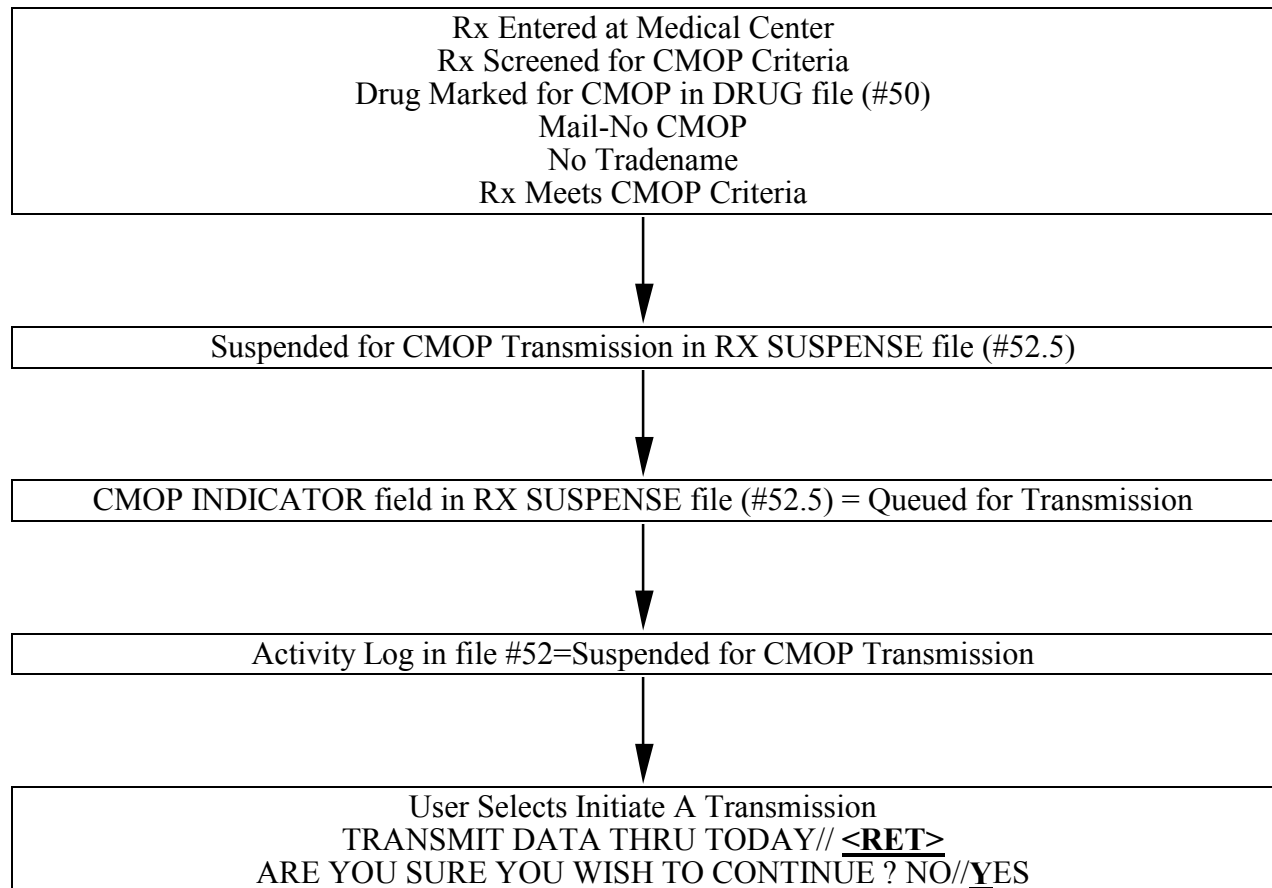 Rx Entered at Medical Center
Rx Screened for CMOP Criteria
Drug Marked for CMOP in DRUG file (#50)
Mail-No CMOP
No Tradename
Rx Meets CMOP Criteria
Suspended for CMOP Transmission in RX SUSPENSE file (#52.5)
CMOP INDICATOR field in RX SUSPENSE file (#52.5) = Queued for Transmission
Activity Log in file #52=Suspended for CMOP Transmission
User Selects Initiate A Transmission
TRANSMIT DATA THRU TODAY// <RET>
ARE YOU SURE YOU WISH TO CONTINUE ? NO//YES